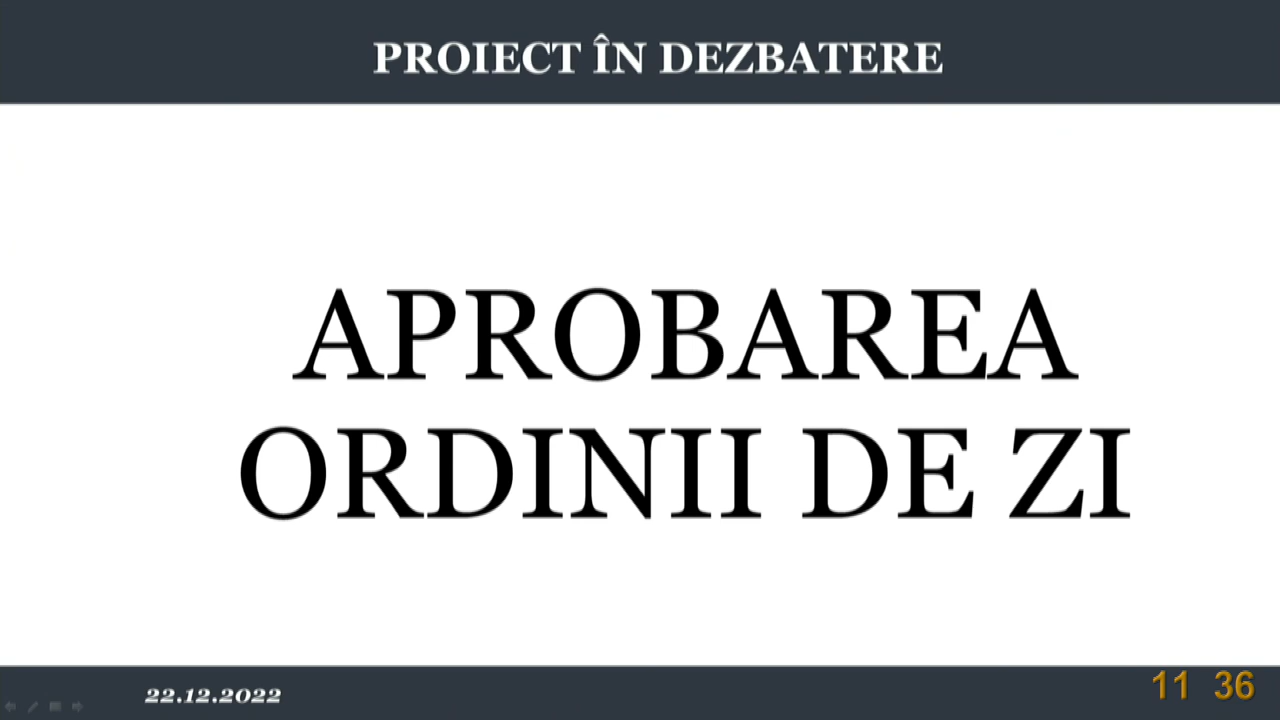 PROIECT ÎN DEZBATERE
APROBAREA
ORDINII DE ZI
22.12.2022
11 36